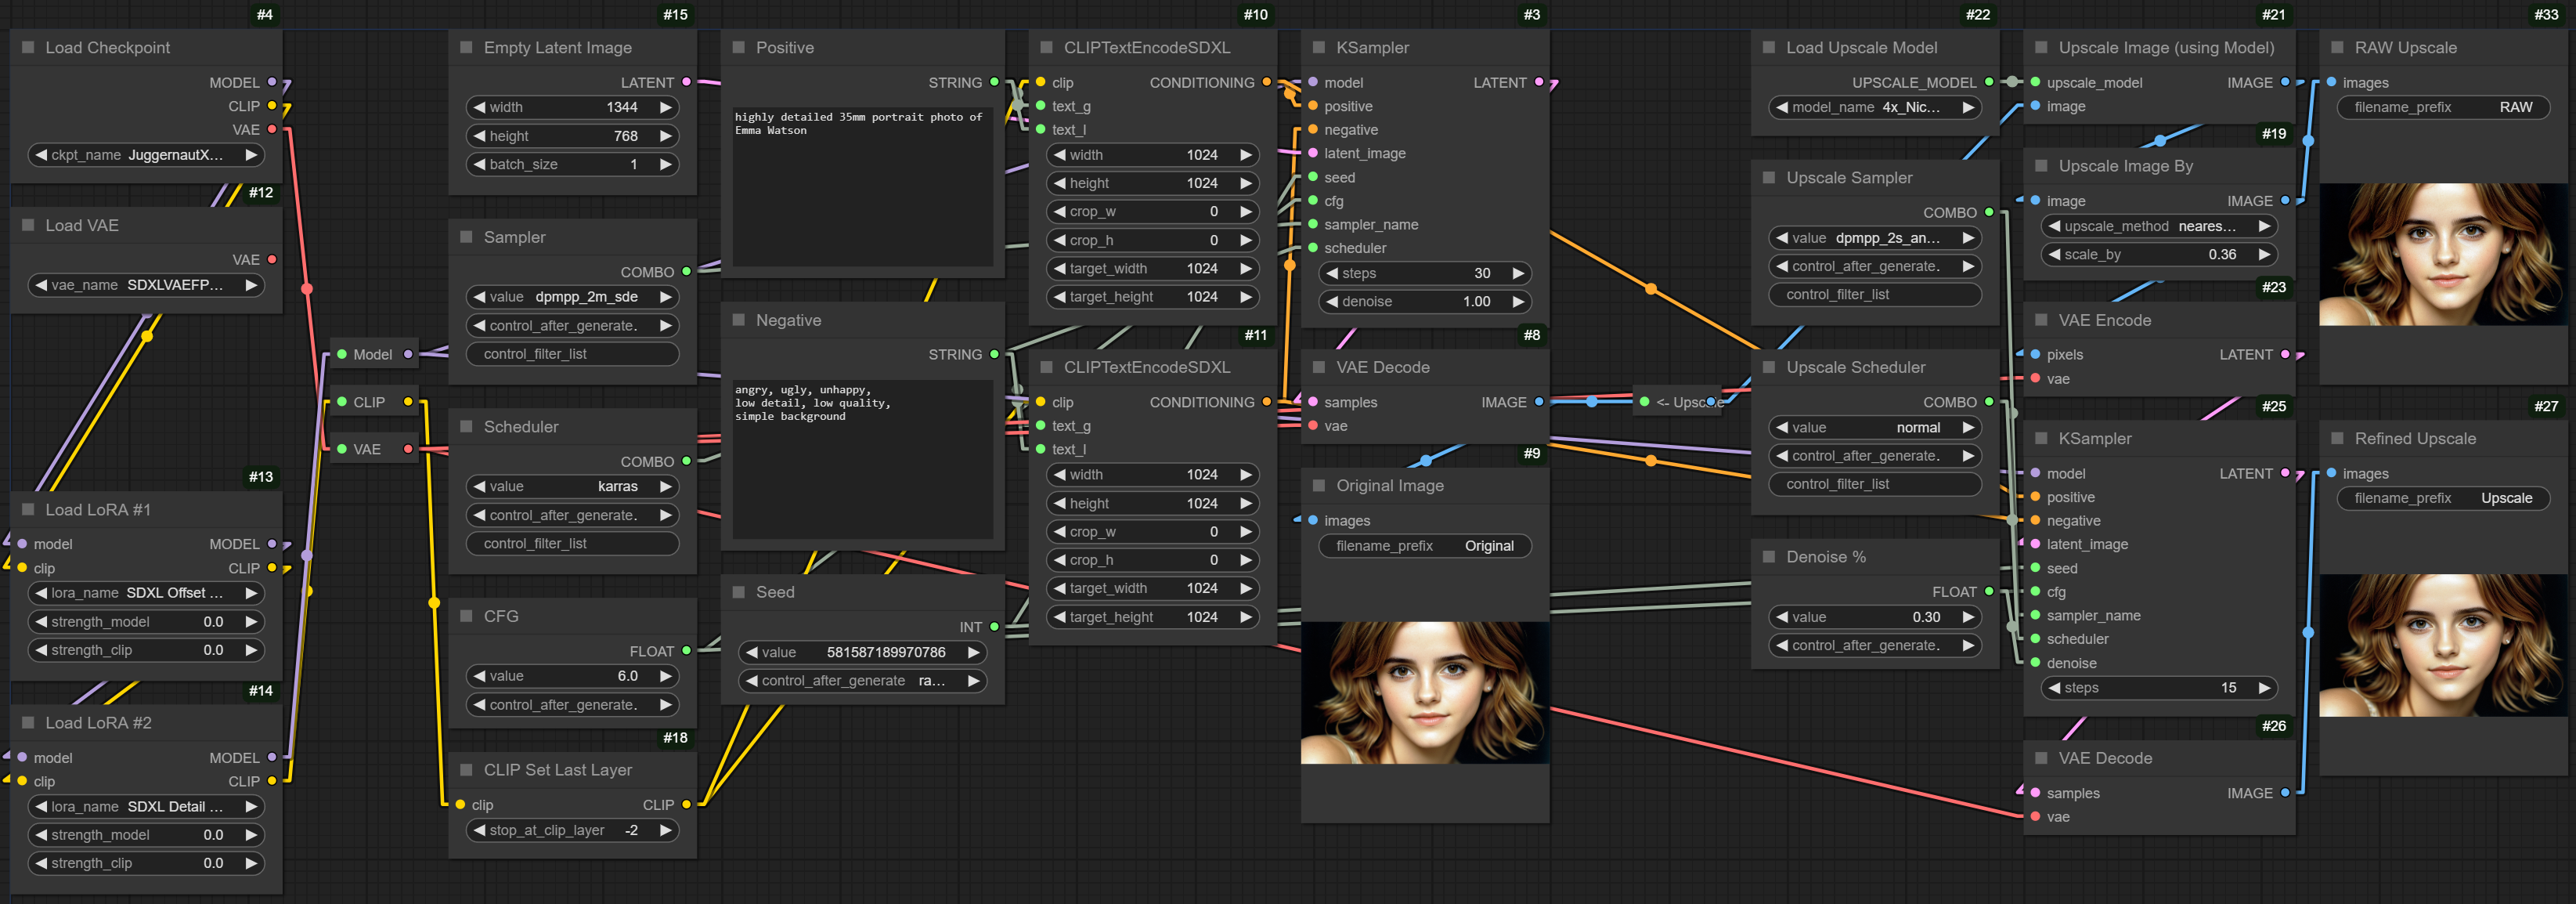 #4
Load Checkpoint
MODEL
CLIP
VAE
ckpt_name JuggernautX...
#12
Load VAE
VAE
vae_name SDXLVAEFP...
#13
Load LoRA #1
model MODEL
clip CLIP
lora_name SDXL Offset ...
strength_model 0.0
strength_clip 0.0
#14
Load LoRA #2
model MODEL
clip CLIP
lora_name SDXL Detail ...
strength_model 0.0
strength_clip 0.0
Model
CLIP
VAE
#15
Empty Latent Image
LATENT
width 1344
height 768
batch_size 1
Sampler
COMBO
value dpmpp_2m_sde
control_after_generate.
control_filter_list
Scheduler
COMBO
value karras
control_after_generate.
control_filter_list
CFG
FLOAT
value 6.0
control_after_generate.
#18
CLIP Set Last Layer
clip CLIP
stop_at_clip_layer -2
Positive
STRING
highly detailed 35mm portrait photo of
Emma Watson
Negative
STRING
angry, ugly, unhappy,
low detail, low quality,
simple background
Seed
INT
value 581587189970786
control_after_generate ra...
#10
CLIPTextEncodeSDXL
clip CONDITIONING
text_g
text_l
width 1024
height 1024
crop_w 0
crop_h 0
target_width 1024
target_height 1024
#11
CLIPTextEncodeSDXL
clip CONDITIONING
text_g
text_l
width 1024
height 1024
crop_w 0
crop_h 0
target_width 1024
target_height 1024
#3
KSampler
model LATENT
positive
negative
latent_image
seed
cfg
sampler_name
scheduler
steps 30
denoise 1.00
#8
VAE Decode
samples IMAGE
vae
#9
Original Image
images
filename_prefix Original
<- Upscale
#22
Load Upscale Model
UPSCALE_MODEL
model_name 4x_Nic...
Upscale Sampler
COMBO
value dpmpp_2s_an...
control_after_generate.
control_filter_list
Upscale Scheduler
COMBO
value normal
control_after_generate.
control_filter_list
Denoise %
FLOAT
value 0.30
control_after_generate.
#21
Upscale Image (using Model)
upscale_model IMAGE
image
#19
Upscale Image By
image IMAGE
upscale_method neares...
scale_by 0.36
#23
VAE Encode
pixels LATENT
vae
#25
KSampler
model LATENT
positive
negative
latent_image
seed
cfg
sampler_name
scheduler
denoise
steps 15
#26
VAE Decode
samples IMAGE
vae
#33
RAW Upscale
images
filename_prefix RAW
#27
Refined Upscale
images
filename_prefix Upscale